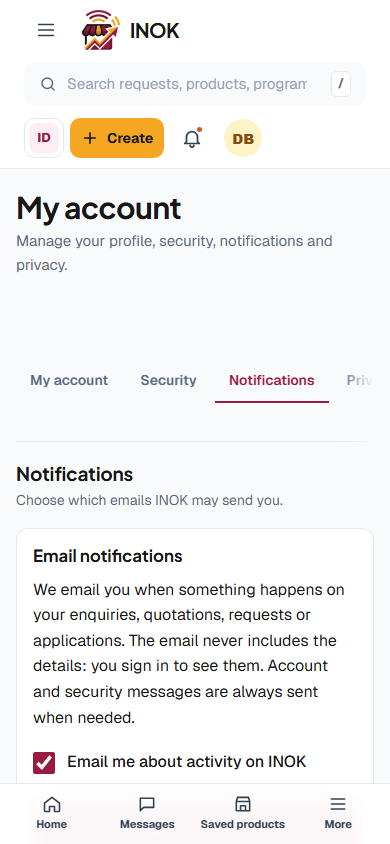 INOK
Search requests, products, program
/
ID
Create
DB
My account
Manage your profile, security, notifications and
privacy.
My account
Security
Notifications
Priv
Notifications
Choose which emails INOK may send you.
Email notifications
We email you when something happens on
your enquiries, quotations, requests or
applications. The email never includes the
details: you sign in to see them. Account
and security messages are always sent
when needed.
Email me about activity on INOK
Home
Messages
Saved products
More